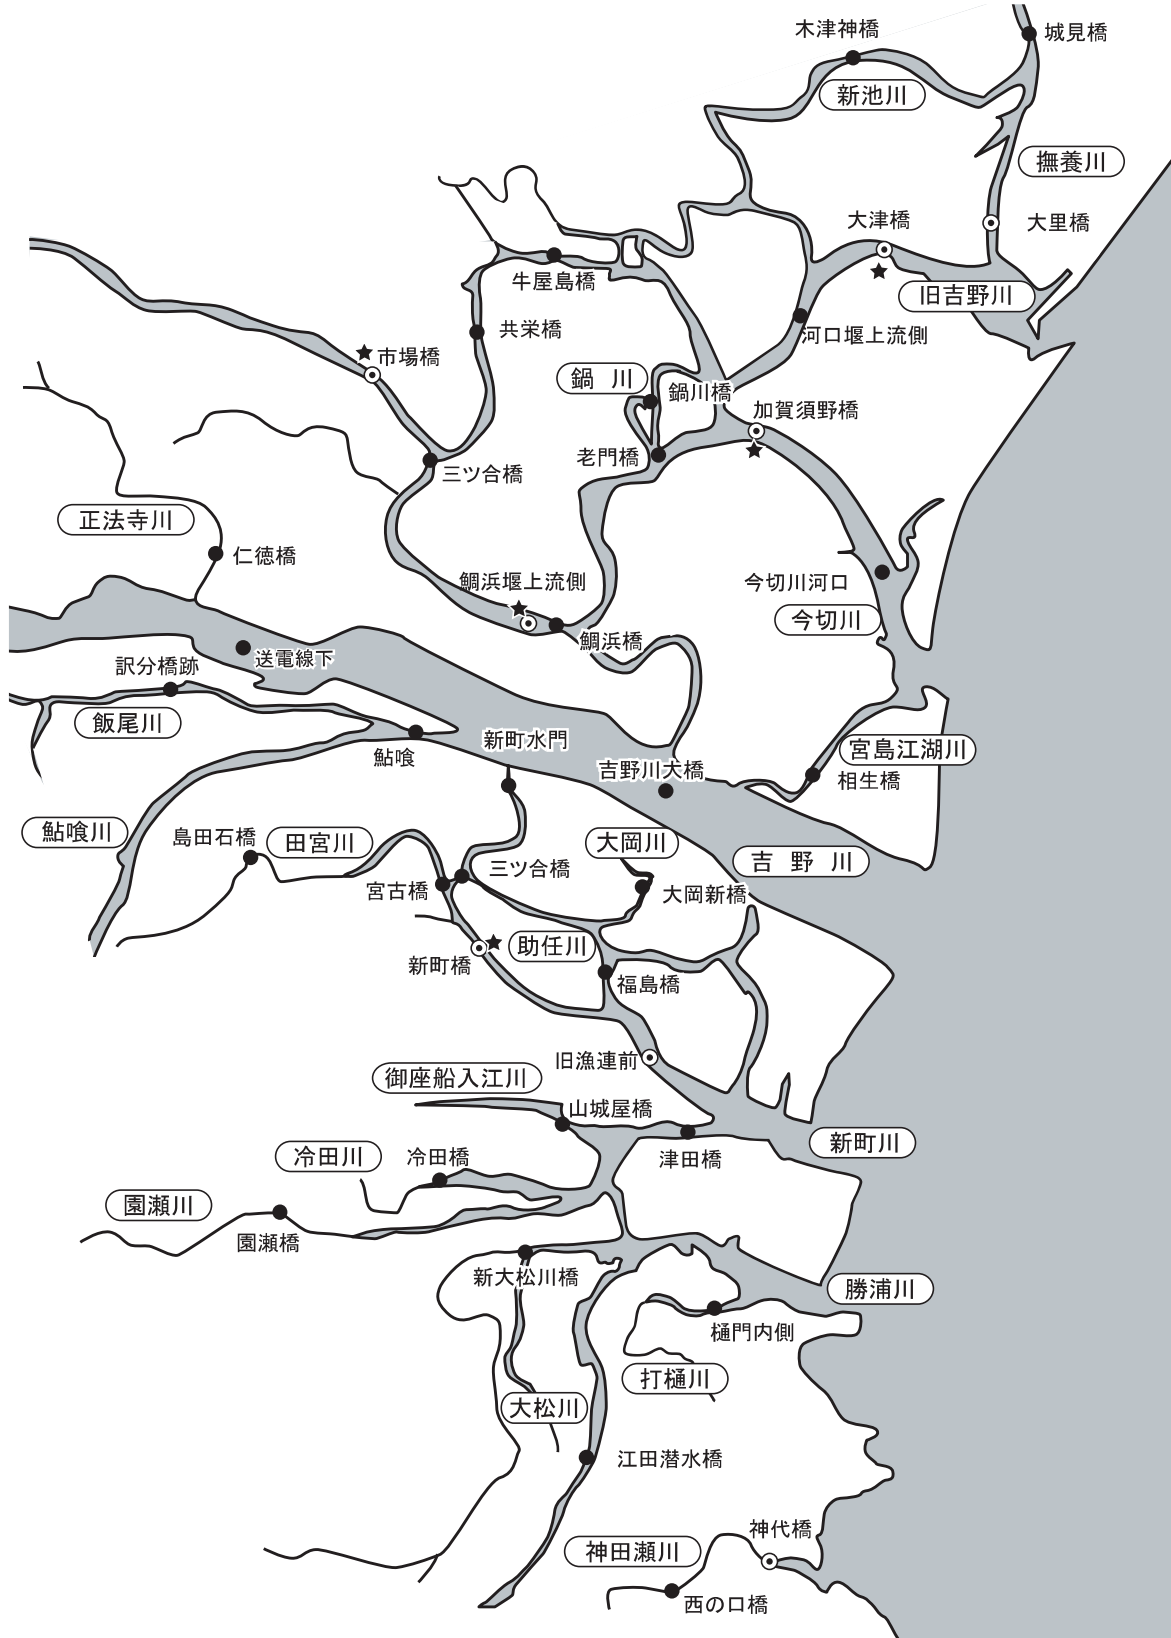 木津神橋
城見橋
新池川
撫養川
大津橋
大里橋
牛屋島橋
旧吉野川
共栄橋
河口堰上流側
市場橋
鍋 川
鍋川橋
加賀須野橋
老門橋
三ツ合橋
正法寺川
仁徳橋
鯛浜堰上流側
今切川河口
今切川
鯛浜橋
送電線下
訳分橋跡
飯尾川
鮎喰
新町水門
吉野川大橋
宮島江湖川
相生橋
鮎喰川
島田石橋
田宮川
大岡川
吉 野 川
三ツ合橋
宮古橋
大岡新橋
新町橋
助任川
福島橋
旧漁連前
御座船入江川
山城屋橋
新町川
冷田川
冷田橋
津田橋
園瀬川
園瀬橋
新大松川橋
勝浦川
樋門内側
打樋川
大松川
江田潜水橋
神代橋
神田瀬川
西の口橋